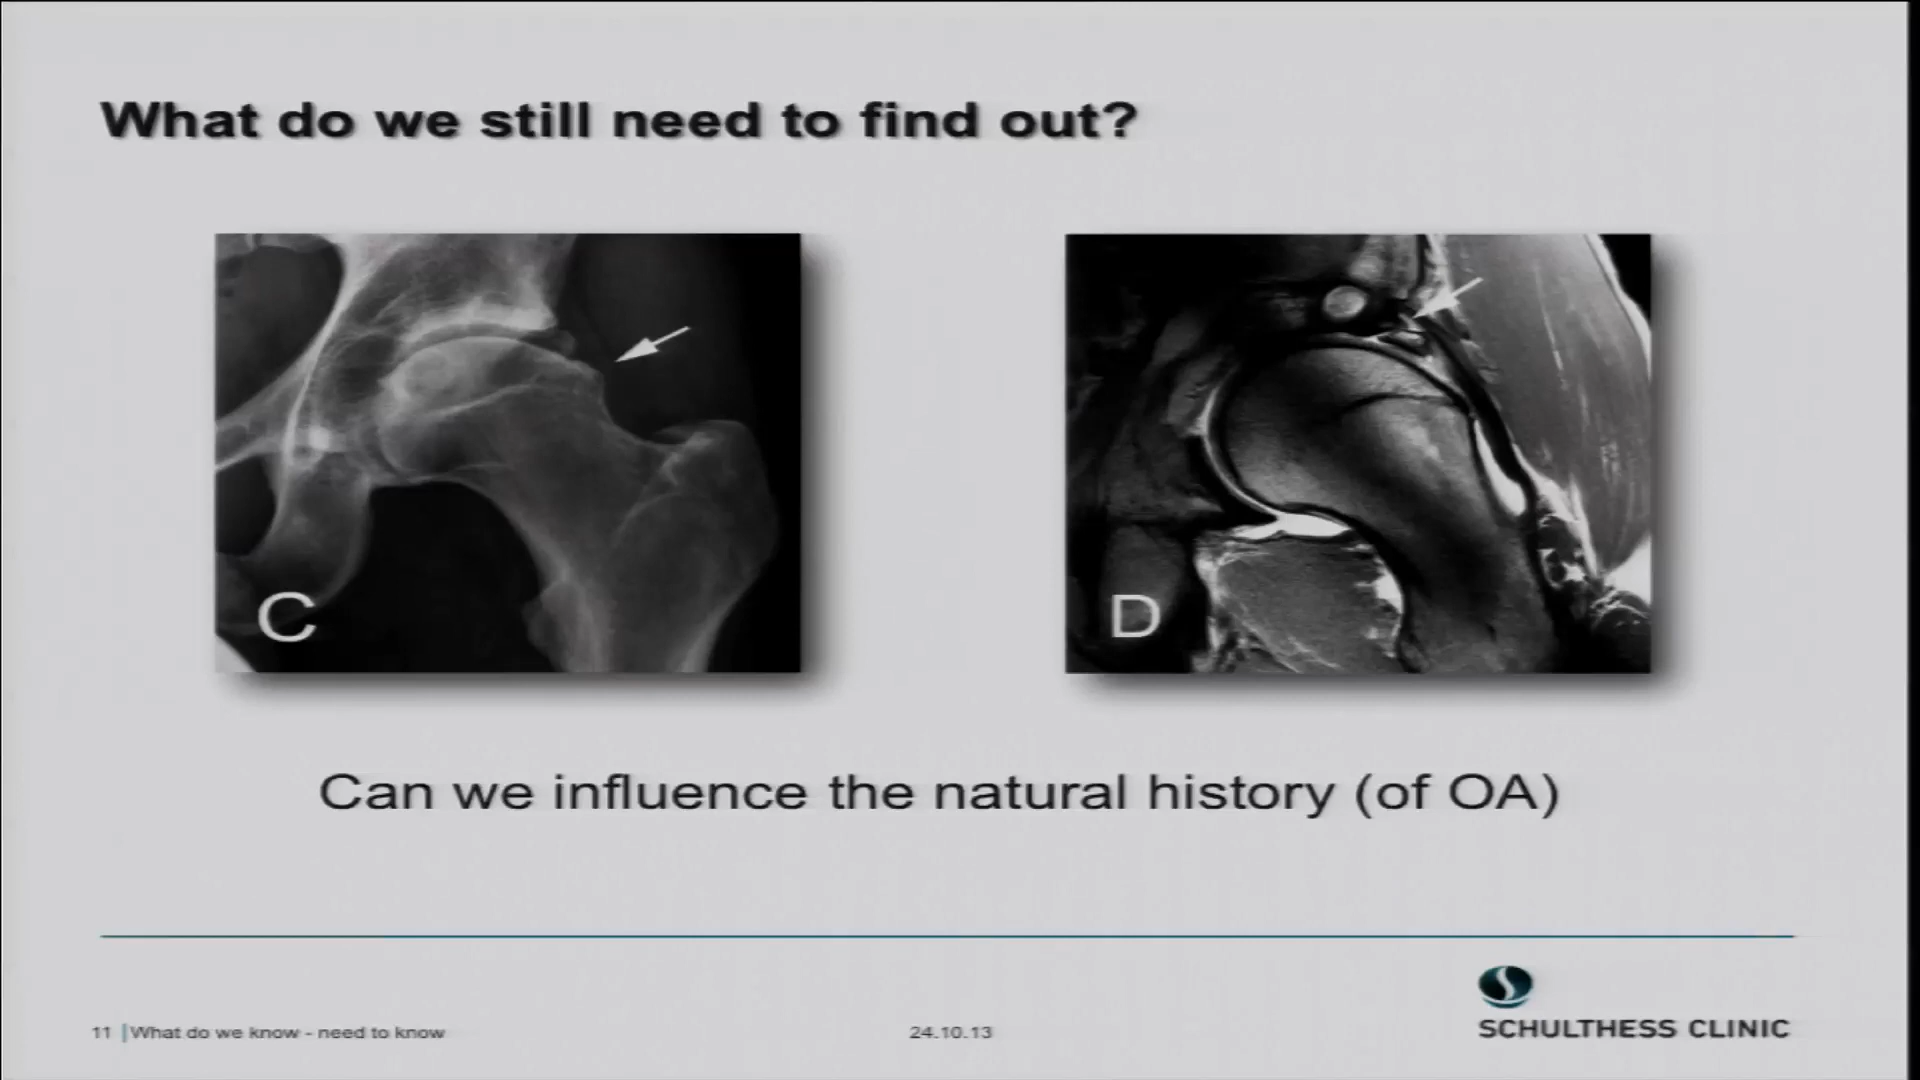 What do we still need to find out?
C
D
Can we influence the natural history (of OA)
11 | What do we know - need to know
24.10.13
SCHULTHESS CLINIC